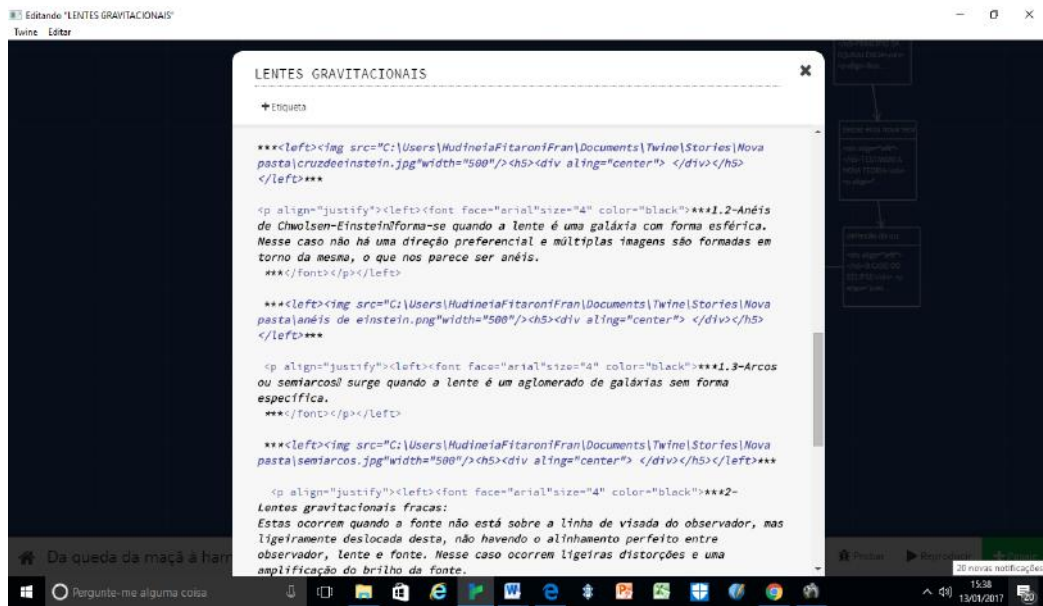 Editando "LENTES GRAVITACIONAIS"
Twine Editar
LENTES GRAVITACIONAIS
+Etiqueta
***<left><img src="C:\Users\HudineiaFitaroniFran\Documents\Twine\Stories\Nova
pasta\cruzdeeinstein.jpg"width="500"/><h5><div aling="center"> </div></h5>
</left>***
<p align="justify"><left><font face="arial"size="4" color="black">***1.2-Anéis
de Chwolsen-Einstein forma-se quando a lente é uma galáxia com forma esférica.
Nesse caso não há uma direção preferencial e múltiplas imagens são formadas em
torno da mesma, o que nos parece ser anéis.
***</font></p></left>
***<left><img src="C:\Users\HudineiaFitaroniFran\Documents\Twine\Stories\Nova
pasta\anéis de einstein.png"width="500"/><h5><div aling="center"> </div></h5>
</left>***
<p align="justify"><left><font face="arial"size="4" color="black">***1.3-Arcos
ou semiarcos surge quando a lente é um aglomerado de galáxias sem forma
específica.
***</font></p></left>
***<left><img src="C:\Users\HudineiaFitaroniFran\Documents\Twine\Stories\Nova
pasta\semiarcos.jpg"width="500"/><h5><div aling="center"> </div></h5></left>***
<p align="justify"><left><font face="arial"size="4" color="black">***2-
Lentes gravitacionais fracas:
Estas ocorrem quando a fonte não está sobre a linha de visada do observador, mas
ligeiramente deslocada desta, não havendo o alinhamento perfeito entre
observador, lente e fonte. Nesse caso ocorrem ligeiras distorções e uma
amplificação do brilho da fonte.
Da queda da maçã à harm
Testar
Reproduzir
20 novas notificações
Pergunte-me alguma coisa
15:38
13/01/2017
20